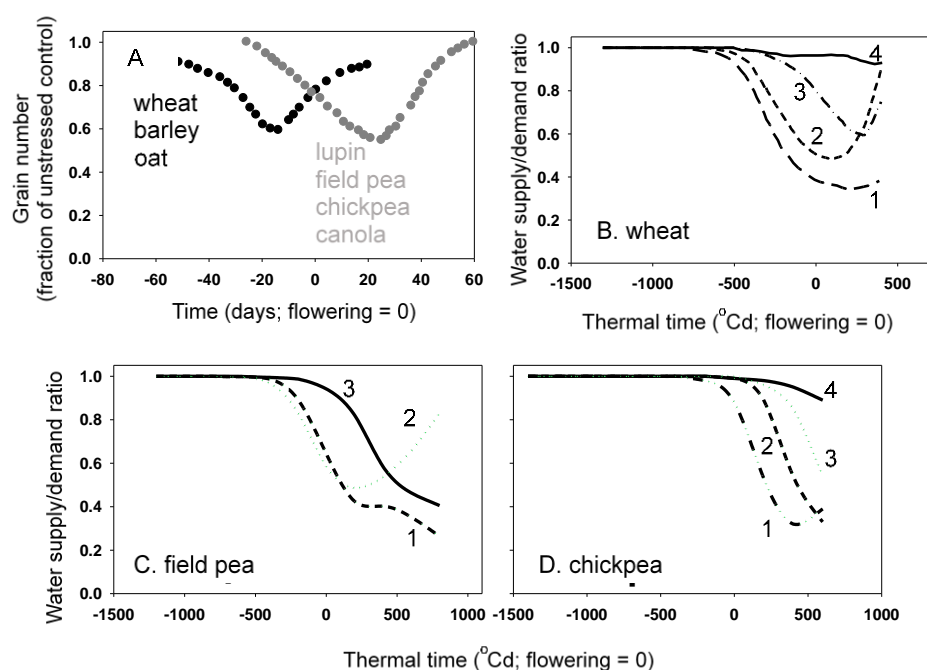 A
wheat
barley
oat
lupin
field pea
chickpea
canola
Grain number
(fraction of unstressed control)
1.0
0.8
0.6
0.4
0.2
0.0
-80 -60 -40 -20 0 20 40 60
Time (days; flowering = 0)
Water supply/demand ratio
1.0
0.8
0.6
0.4
0.2
0.0
4
3
2
1
B. wheat
-1500 -1000 -500 0 500
Thermal time (oCd; flowering = 0)
Water supply/demand ratio
1.0
0.8
0.6
0.4
0.2
0.0
3
2
1
C. field pea
-1500 -1000 -500 0 500 1000
4
2
3
1
D. chickpea
-1500 -1000 -500 0 500 1000
Thermal time (oCd; flowering = 0)